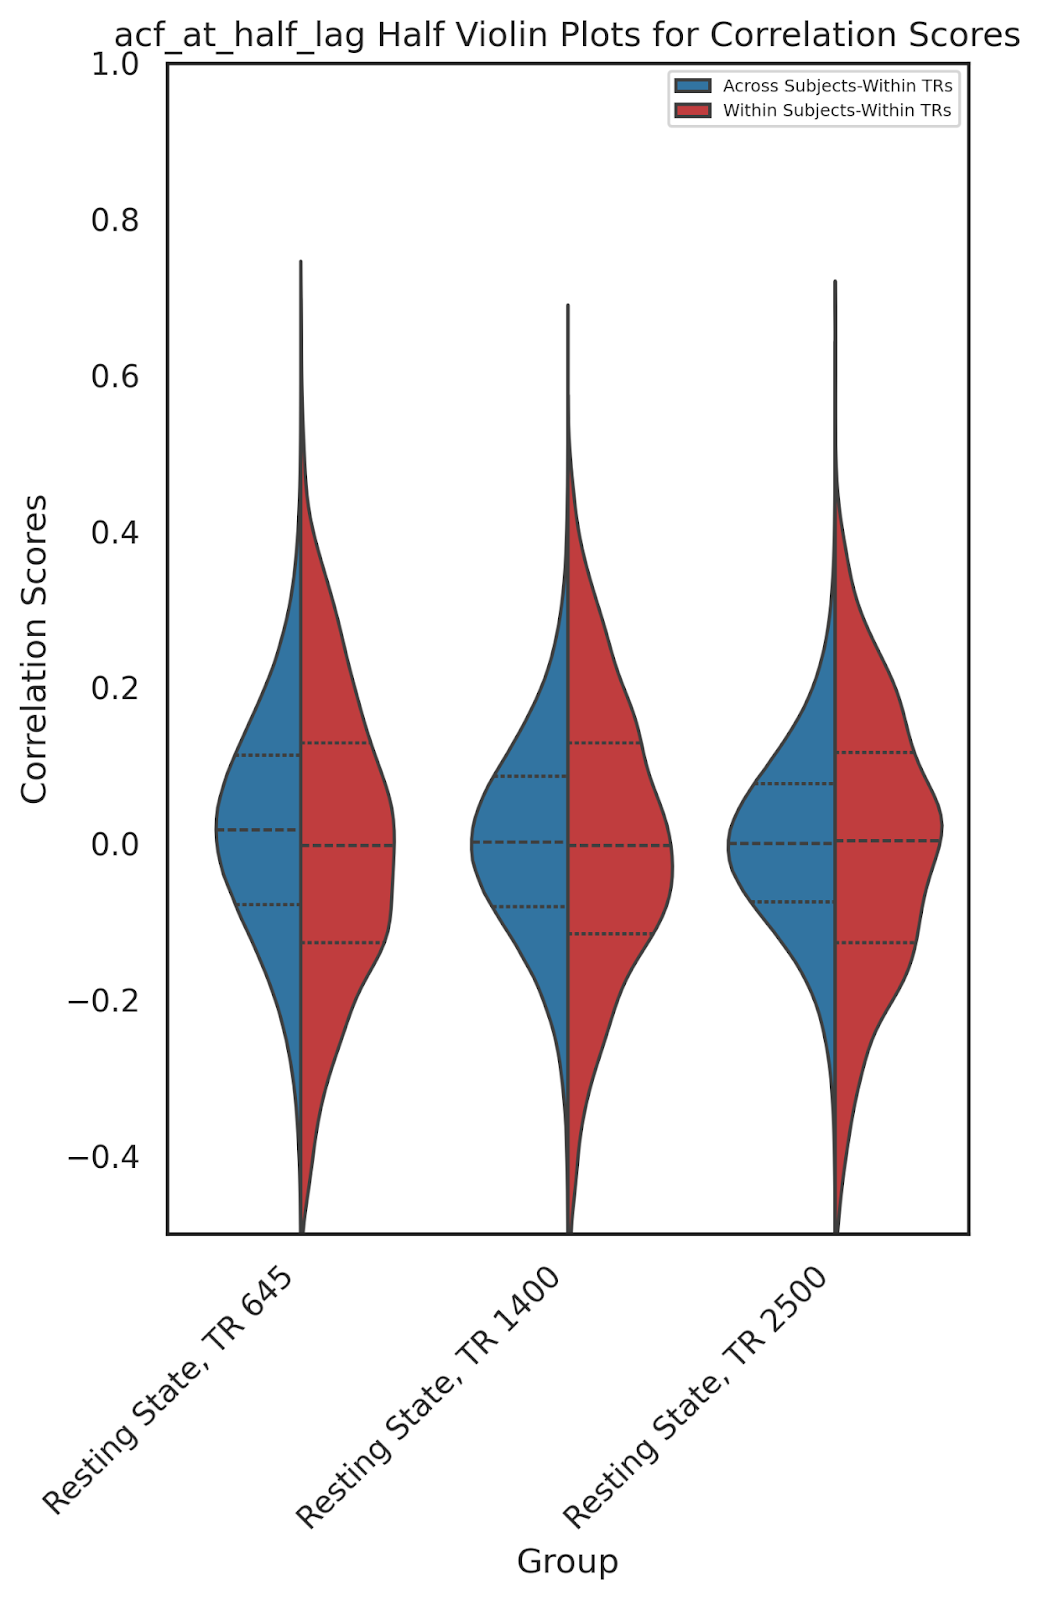 acf_at_half_lag Half Violin Plots for Correlation Scores
Across Subjects-Within TRs
Within Subjects-Within TRs
Correlation Scores
1.0
0.8
0.6
0.4
0.2
0.0
−0.2
−0.4
Resting State, TR 645
Resting State, TR 1400
Resting State, TR 2500
Group